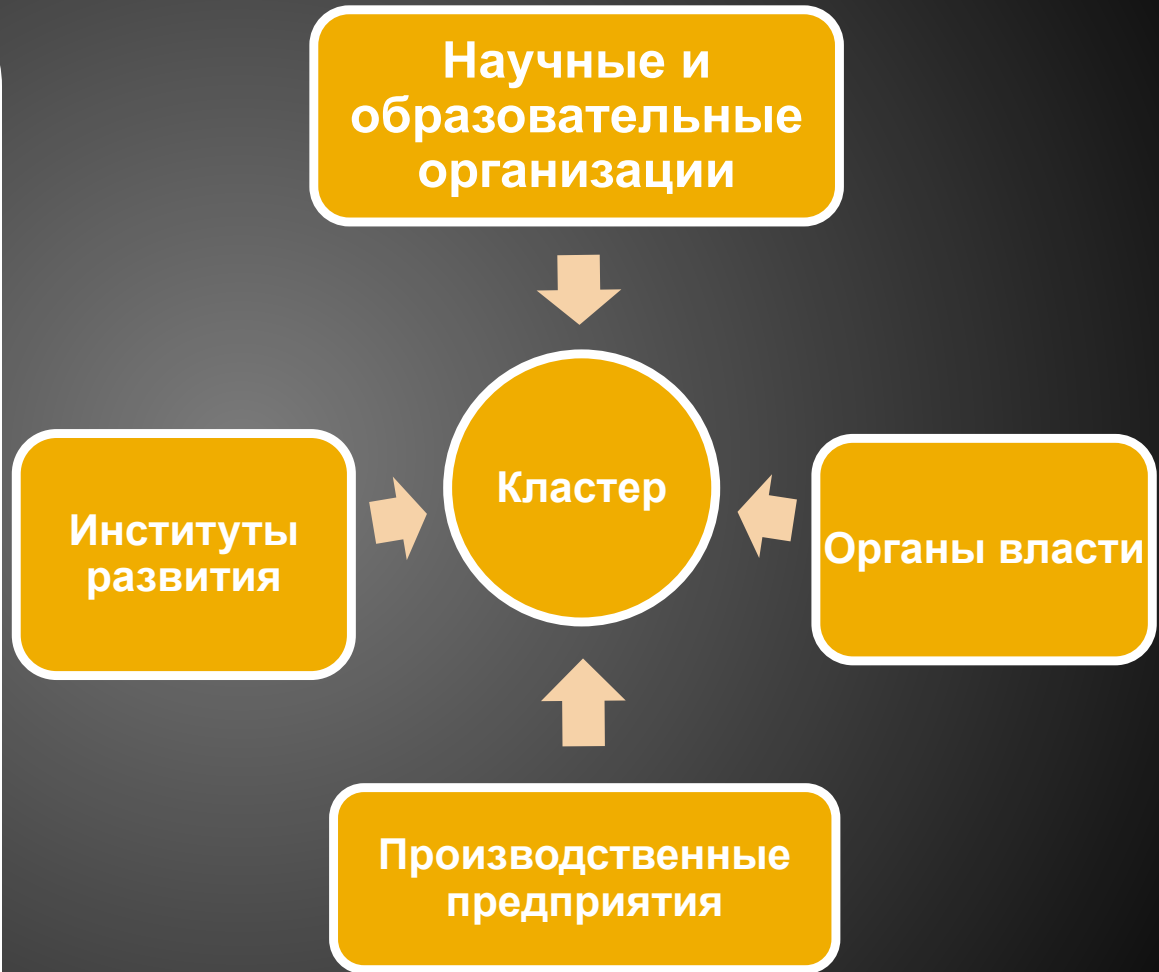 Научные и
образовательные
организации
Кластер
Институты
развития
Органы власти
Производственные
предприятия